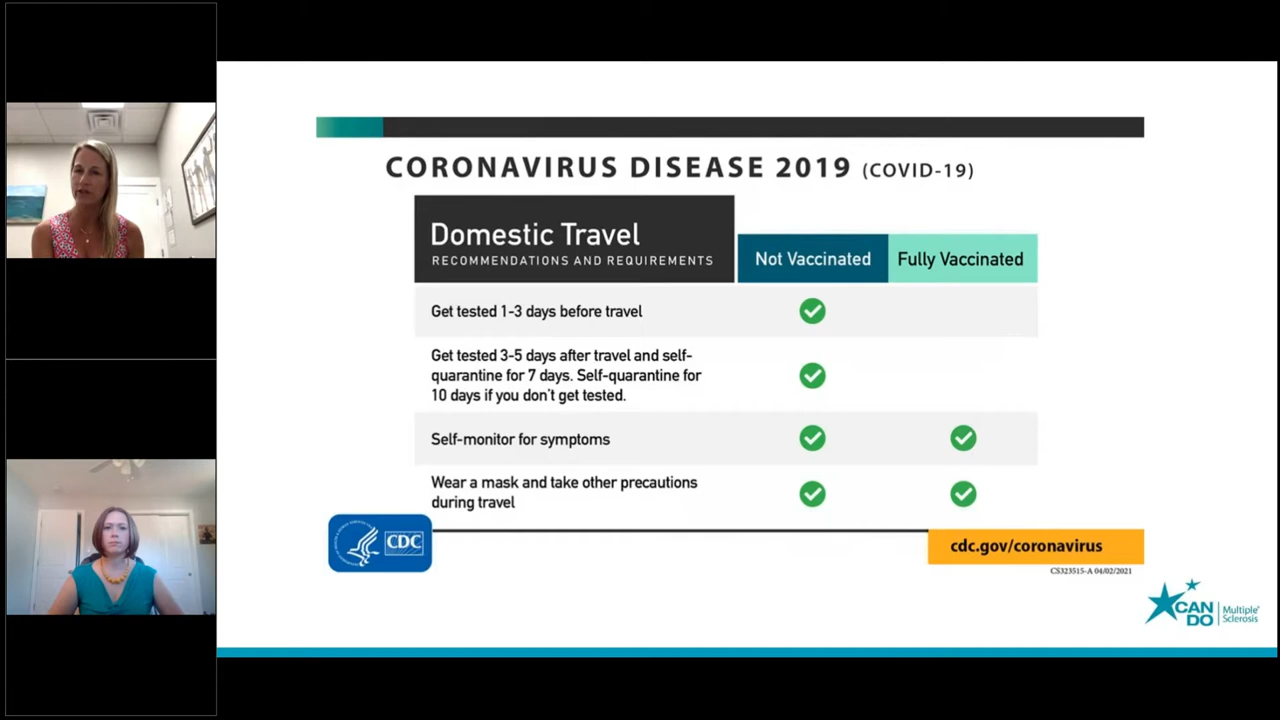 CORONAVIRUS DISEASE 2019 (COVID-19)
Domestic Travel
RECOMMENDATIONS AND REQUIREMENTS
Not Vaccinated
Fully Vaccinated
Get tested 1-3 days before travel
Get tested 3-5 days after travel and self-
quarantine for 7 days. Self-quarantine for
10 days if you don't get tested.
Self-monitor for symptoms
Wear a mask and take other precautions
during travel
CDC
cdc.gov/coronavirus
CS323515-A 04/02/2021
CAN
DO
Multiple
Sclerosis